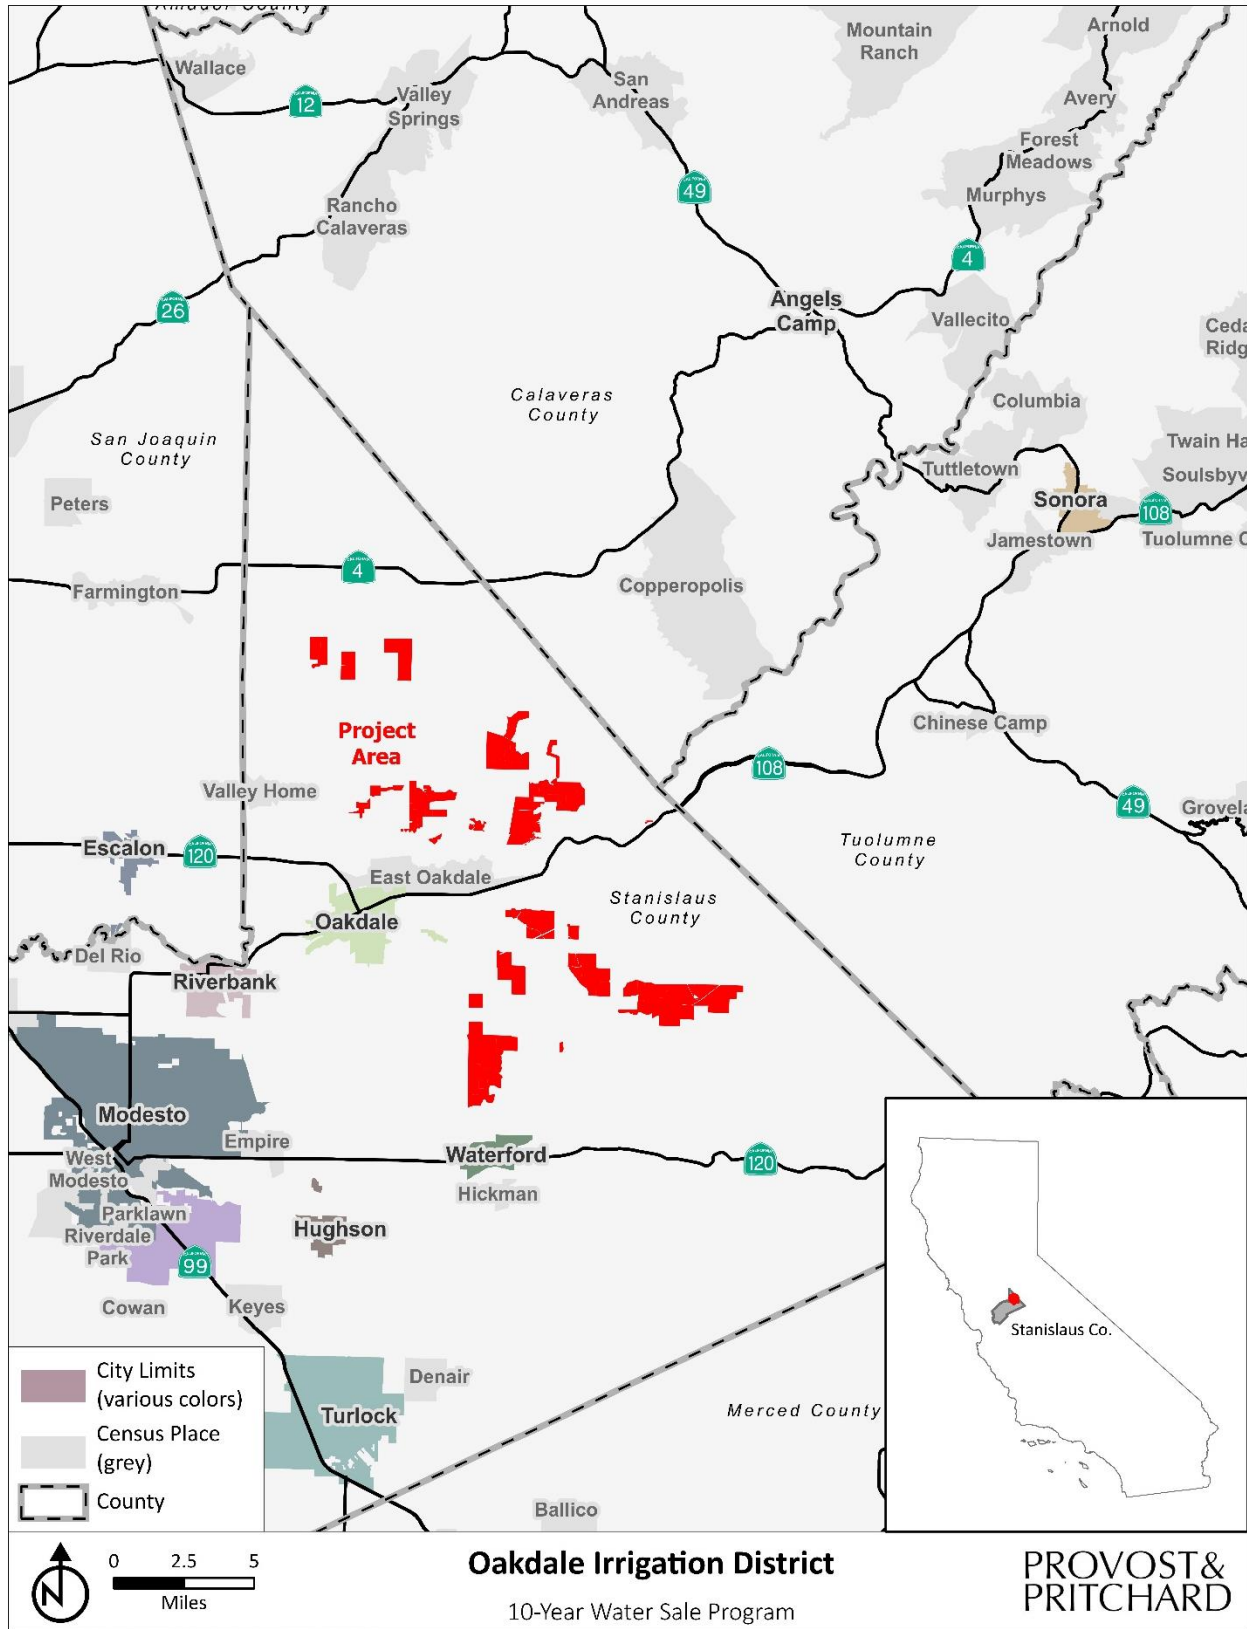 Amador County
Wallace
CALIFORNIA
12
Valley
Springs
San
Andreas
Mountain
Ranch
Arnold
Avery
Forest
Meadows
Murphys
49
4
Rancho
Calaveras
26
Angels
Camp
Vallecito
Ceda
Ridg
Calaveras
County
San Joaquin
County
Columbia
Twain Ha
Soulsbyv
Tuttletown
Sonora
108
Jamestown
Tuolumne C
Peters
Farmington
4
Copperopolis
Project
Area
Chinese Camp
108
49
Grovela
Valley Home
Escalon
120
East Oakdale
Oakdale
Tuolumne
County
Stanislaus
County
Del Rio
Riverbank
Modesto
Empire
West
Modesto
Waterford
120
Hickman
Parklawn
Riverdale
Park
Hughson
99
Cowan
Keyes
Denair
Turlock
Merced County
Ballico
Stanislaus Co.
City Limits
(various colors)
Census Place
(grey)
County
N
0 2.5 5
Miles
Oakdale Irrigation District
10-Year Water Sale Program
PROVOST&
PRITCHARD